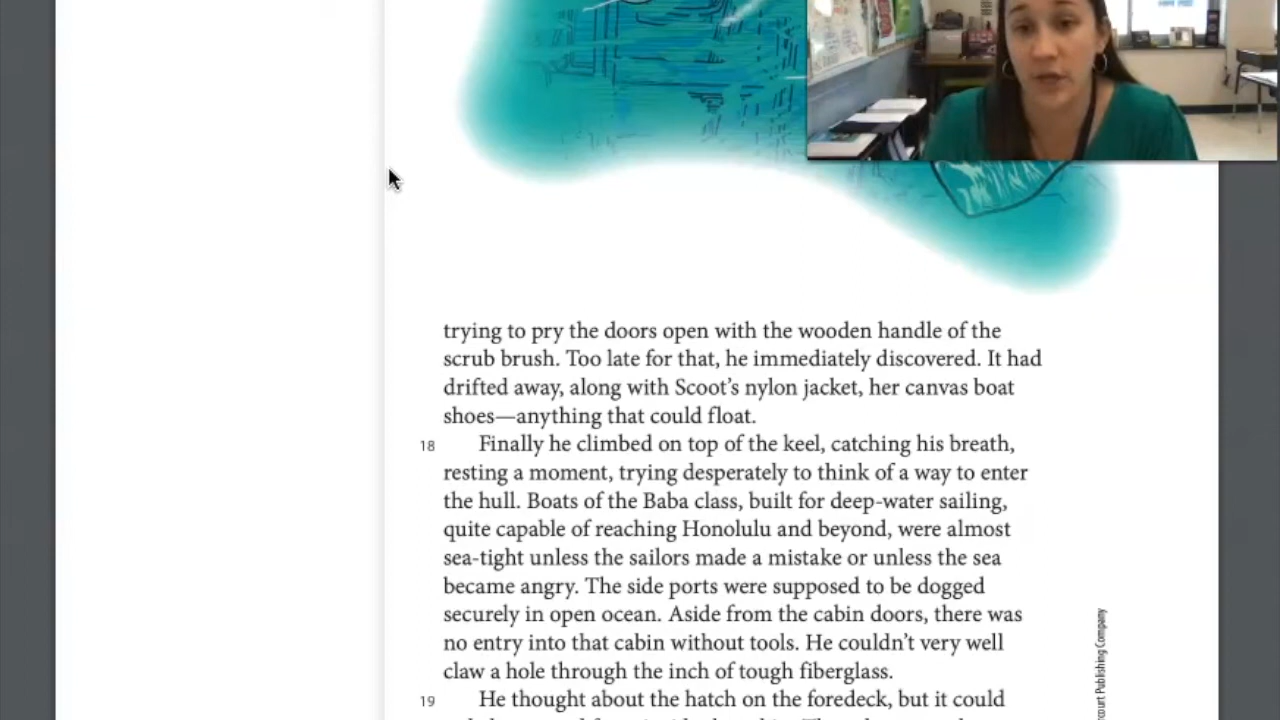 trying to pry the doors open with the wooden handle of the
scrub brush. Too late for that, he immediately discovered. It had
drifted away, along with Scoot’s nylon jacket, her canvas boat
shoes—anything that could float.
18 Finally he climbed on top of the keel, catching his breath,
resting a moment, trying desperately to think of a way to enter
the hull. Boats of the Baba class, built for deep-water sailing,
quite capable of reaching Honolulu and beyond, were almost
sea-tight unless the sailors made a mistake or unless the sea
became angry. The side ports were supposed to be dogged
securely in open ocean. Aside from the cabin doors, there was
no entry into that cabin without tools. He couldn’t very well
claw a hole through the inch of tough fiberglass.
19 He thought about the hatch on the foredeck, but it could
Publishing Company